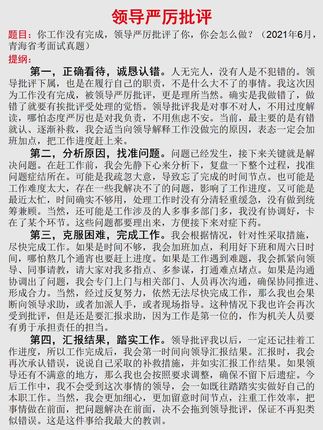 领导严厉批评
题目：你工作没有完成，领导严厉批评了你，你会怎么做？（2021年6月，
青海省考面试真题）
提纲：
第一，正确看待，诚恳认错。人无完人，没有人是不犯错的。领
导批评下属，也是在履行自己的职责，不是什么大不了的事情。我这次因
为工作没有完成，被领导严厉批评，更是理所当然。确实是我做错了，做
错了就要有挨批评受处理的觉悟。领导批评我是对事不对人，不用过度解
读，哪怕态度严厉也是对我负责，不用焦虑不安。当前，最主要的是有错
就认、逐渐补救，我会适当向领导解释工作没做完的原因，表态一定会加
班加点，把工作进度赶上来。
第二，分析原因，找准问题。问题已经发生，接下来关键就是解
决问题。在赶工作前，我会先静下心来分析下，复盘一下整个过程，找准
问题症结所在。可能是我疏忽大意，导致忘了完成的时间节点。也可能是
工作难度太大，存在一些我解决不了的问题，影响了工作进度。又可能是
最近太忙，时间确实不够用，处理工作时没有分清轻重缓急，没有做到统
筹兼顾。当然，还可能是工作涉及的人多事多部门多，我没有协调好，卡
在了某个环节。这些问题都要理出来，方便接下来对症下药。
第三，克服困难，完成工作。我会根据情况，针对性采取措施，
尽快完成工作。如果是时间不够，我会加班加点，利用好下班和周六日时
间，哪怕熬几个通宵也要赶上进度。如果是工作遇到难题，我会抓紧向领
导、同事请教，请大家对我多指点、多参谋，打通难点堵点。如果是沟通
协调出了问题，我会专门上门与相关部门、人员再次沟通，确保协同推进、
形成合力。当然，经过反复努力，依然无法尽快完成工作，那么我也会果
断向领导求助，或者加派人手，或者现场指导。这种情况下我也许会再次
受到批评，但是还是要汇报求助，因为工作是第一位的，作为机关人员要
有勇于承担责任的担当。
第四，汇报结果，踏实工作。领导批评我以后，一定还记挂着工
作进度，所以工作完成后，我会第一时间向领导汇报结果。汇报时，我会
再次承认错误，说说自己采取的补救措施，并如实汇报工作结果。如果领
导还有不满意的地方，那么我也会按照要求调整，确保不留下后遗症。今
后工作中，我不会受到这次事情的领导，会一如既往踏踏实实做好自己的
本职工作。当然，我会更加细心，更加留意时间节点，注重工作效率，把
事情做在前面，把问题解决在前面，决不会拖到领导批评，保证不再犯类
似错误。这是这件事给我最大的教训。